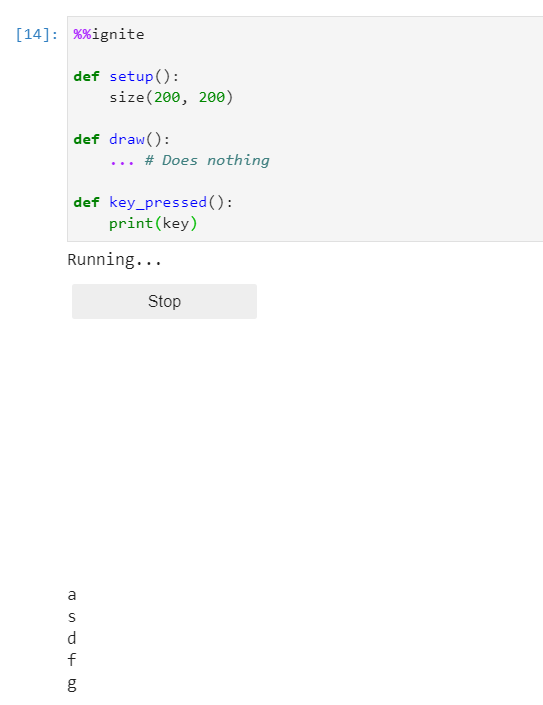 [14]: %%ignite
def setup():
    size(200, 200)
def draw():
    ... # Does nothing
def key_pressed():
    print(key)
Running...
Stop
a
s
d
f
g